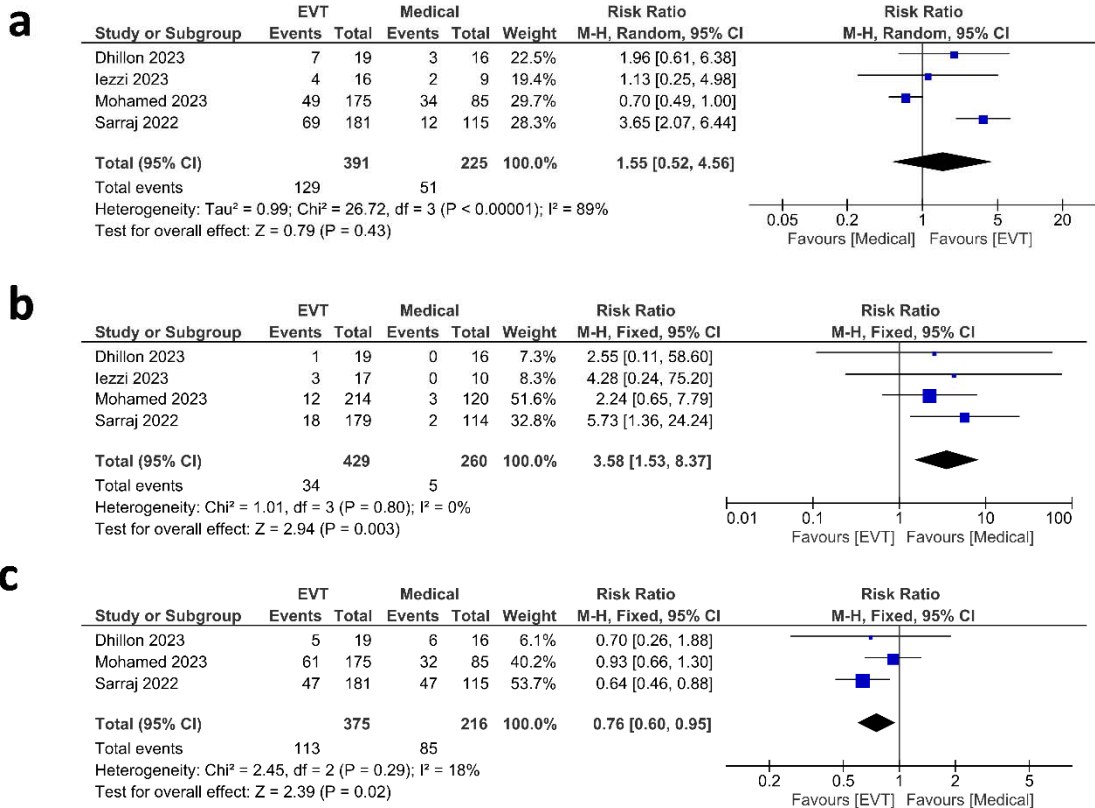 a
EVT Medical Risk Ratio Risk Ratio
Study or Subgroup Events Total Events Total Weight M-H, Random, 95% CI M-H, Random, 95% CI
Dhillon 2023 7 19 3 16 22.5% 1.96 [0.61, 6.38]
Iezzi 2023 4 16 2 9 19.4% 1.13 [0.25, 4.98]
Mohamed 2023 49 175 34 85 29.7% 0.70 [0.49, 1.00]
Sarraj 2022 69 181 12 115 28.3% 3.65 [2.07, 6.44]
Total (95% CI) 391 225 100.0% 1.55 [0.52, 4.56]
Total events 129 51
Heterogeneity: Tau² = 0.99; Chi² = 26.72, df = 3 (P < 0.00001); I² = 89%
Test for overall effect: Z = 0.79 (P = 0.43)
0.05 0.2 1 5 20
Favours [Medical] Favours [EVT]
b
EVT Medical Risk Ratio Risk Ratio
Study or Subgroup Events Total Events Total Weight M-H, Fixed, 95% CI M-H, Fixed, 95% CI
Dhillon 2023 1 19 0 16 7.3% 2.55 [0.11, 58.60]
Iezzi 2023 3 17 0 10 8.3% 4.28 [0.24, 75.20]
Mohamed 2023 12 214 3 120 51.6% 2.24 [0.65, 7.79]
Sarraj 2022 18 179 2 114 32.8% 5.73 [1.36, 24.24]
Total (95% CI) 429 260 100.0% 3.58 [1.53, 8.37]
Total events 34 5
Heterogeneity: Chi² = 1.01, df = 3 (P = 0.80); I² = 0%
Test for overall effect: Z = 2.94 (P = 0.003)
0.01 0.1 1 10 100
Favours [EVT] Favours [Medical]
c
EVT Medical Risk Ratio Risk Ratio
Study or Subgroup Events Total Events Total Weight M-H, Fixed, 95% CI M-H, Fixed, 95% CI
Dhillon 2023 5 19 6 16 6.1% 0.70 [0.26, 1.88]
Mohamed 2023 61 175 32 85 40.2% 0.93 [0.66, 1.30]
Sarraj 2022 47 181 47 115 53.7% 0.64 [0.46, 0.88]
Total (95% CI) 375 216 100.0% 0.76 [0.60, 0.95]
Total events 113 85
Heterogeneity: Chi² = 2.45, df = 2 (P = 0.29); I² = 18%
Test for overall effect: Z = 2.39 (P = 0.02)
0.2 0.5 1 2 5
Favours [EVT] Favours [Medical]